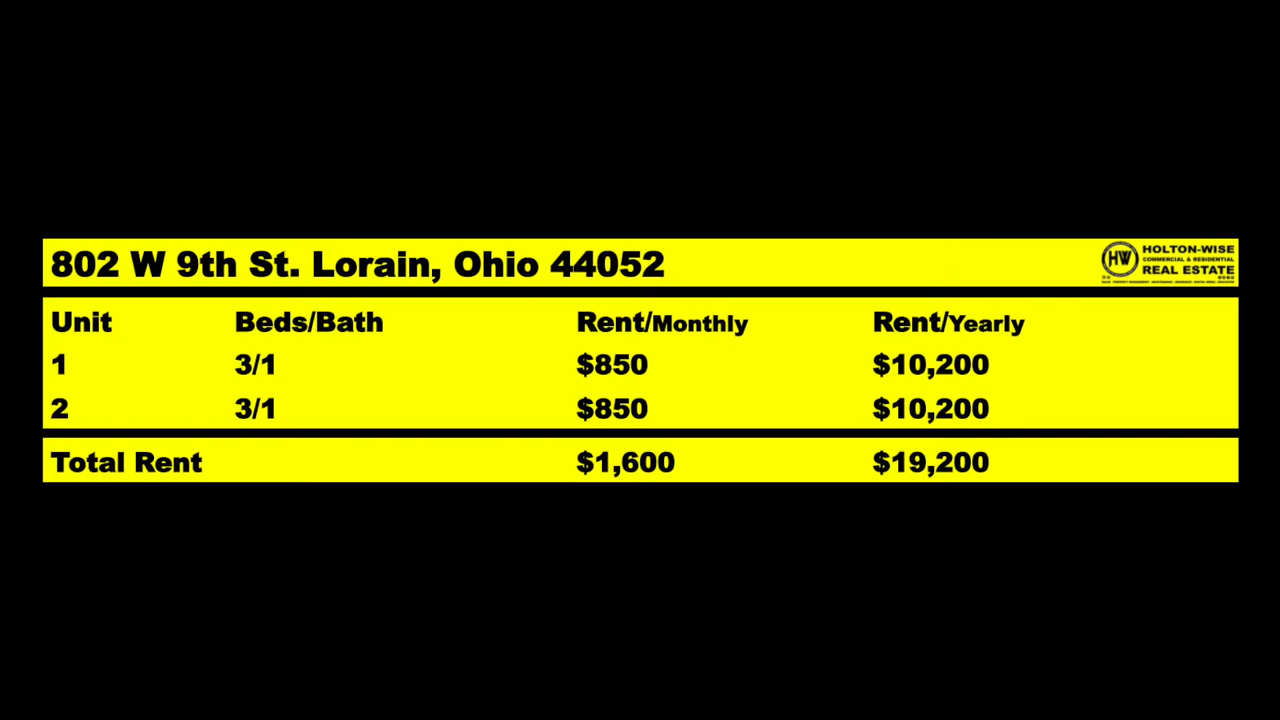 802 W 9th St. Lorain, Ohio 44052
HW
HOLTON-WISE
COMMERCIAL & RESIDENTIAL
REAL ESTATE
Unit Beds/Bath Rent/Monthly Rent/Yearly
1 3/1 $850 $10,200
2 3/1 $850 $10,200
Total Rent $1,600 $19,200